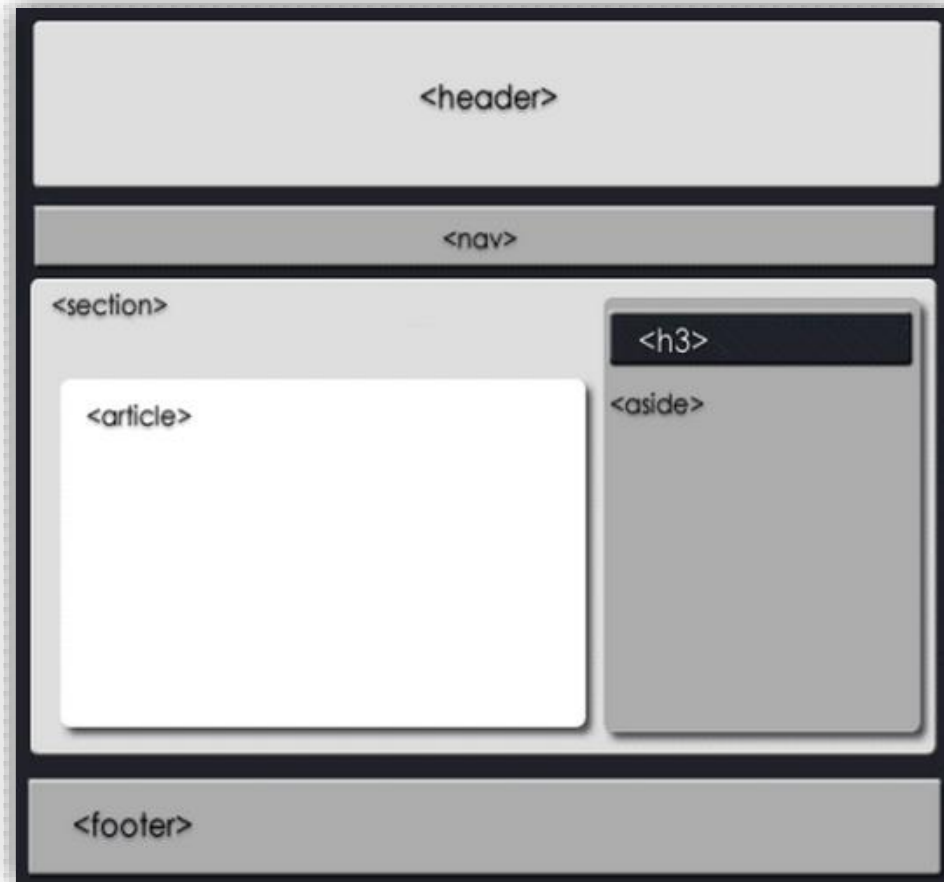 <header>
<nav>
<section>
<h3>
<article>
<aside>
<footer>